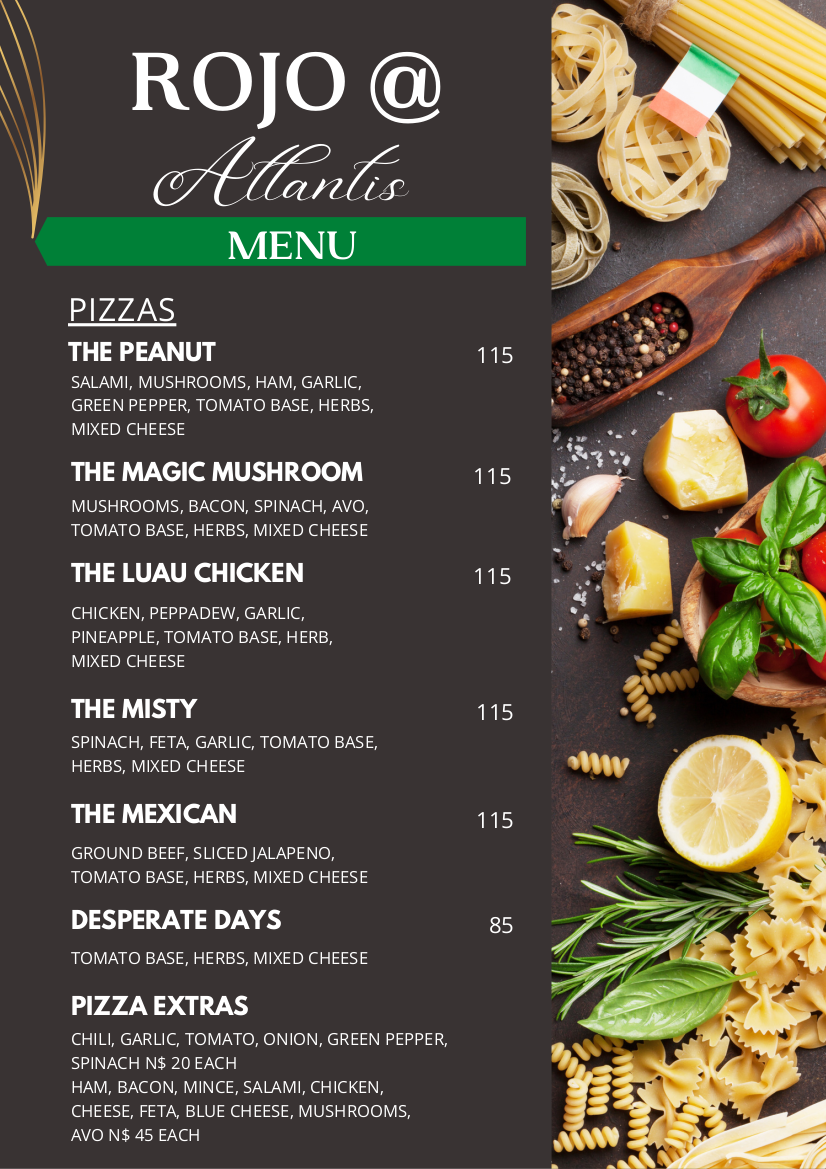 ROJO @
Atlantis
MENU
PIZZAS
THE PEANUT 115
SALAMI, MUSHROOMS, HAM, GARLIC,
GREEN PEPPER, TOMATO BASE, HERBS,
MIXED CHEESE
THE MAGIC MUSHROOM 115
MUSHROOMS, BACON, SPINACH, AVO,
TOMATO BASE, HERBS, MIXED CHEESE
THE LUAU CHICKEN 115
CHICKEN, PEPPADEW, GARLIC,
PINEAPPLE, TOMATO BASE, HERB,
MIXED CHEESE
THE MISTY 115
SPINACH, FETA, GARLIC, TOMATO BASE,
HERBS, MIXED CHEESE
THE MEXICAN 115
GROUND BEEF, SLICED JALAPENO,
TOMATO BASE, HERBS, MIXED CHEESE
DESPERATE DAYS 85
TOMATO BASE, HERBS, MIXED CHEESE
PIZZA EXTRAS
CHILI, GARLIC, TOMATO, ONION, GREEN PEPPER,
SPINACH N$ 20 EACH
HAM, BACON, MINCE, SALAMI, CHICKEN,
CHEESE, FETA, BLUE CHEESE, MUSHROOMS,
AVO N$ 45 EACH